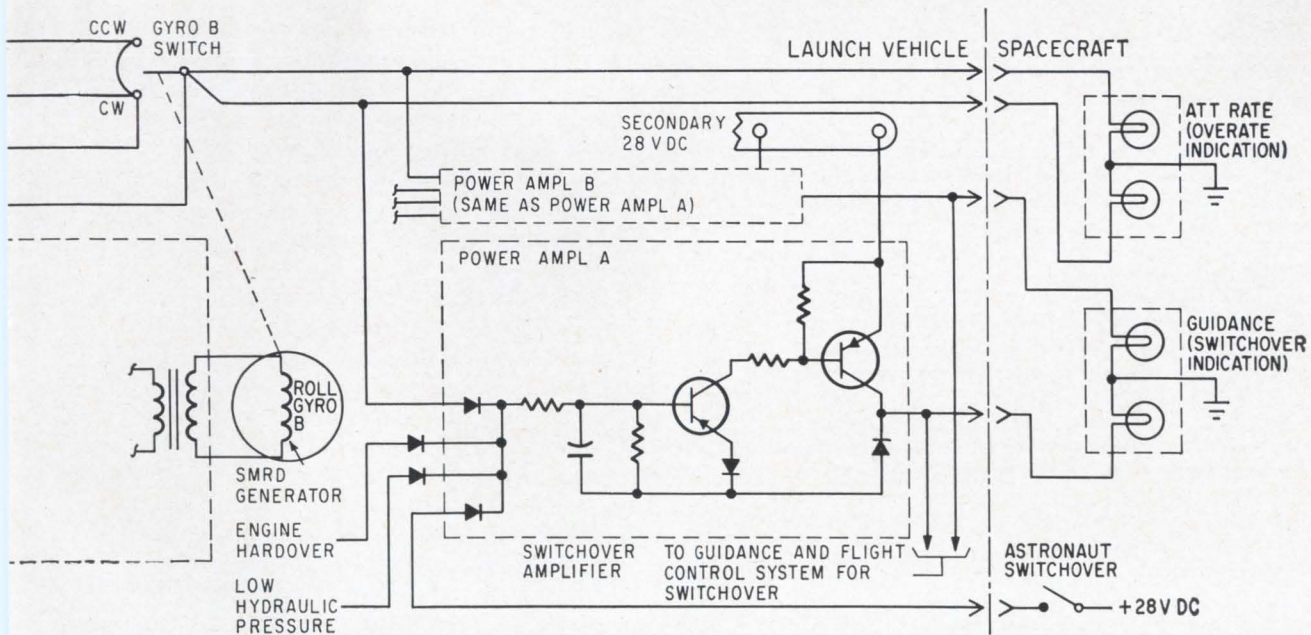 CCW
GYRO B
SWITCH
CW
LAUNCH VEHICLE
SPACECRAFT
SECONDARY
28 V DC
ATT RATE
(OVERATE
INDICATION)
POWER AMPL B
(SAME AS POWER AMPL A)
POWER AMPL A
GUIDANCE
(SWITCHOVER
INDICATION)
ROLL
GYRO
B
SMRD
GENERATOR
ENGINE
HARDOVER
LOW
HYDRAULIC
PRESSURE
SWITCHOVER
AMPLIFIER
TO GUIDANCE AND FLIGHT
CONTROL SYSTEM FOR
SWITCHOVER
ASTRONAUT
SWITCHOVER
+28V DC